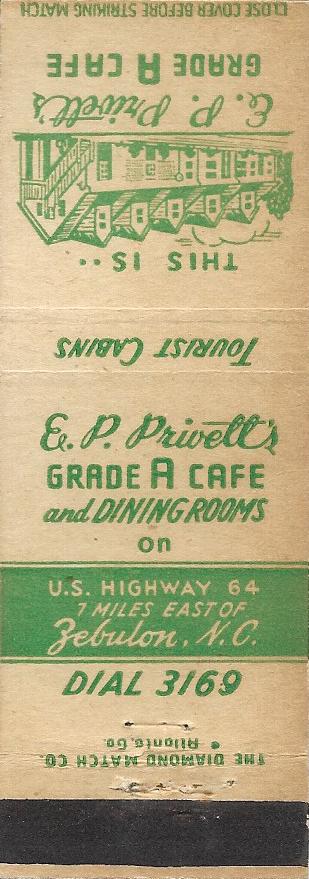 CLOSE COVER BEFORE STRIKING MATCH
THIS IS..
E. P. Privett's
GRADE A CAFE
TOURIST CABINS
E. P. Privett's
GRADE A CAFE
and DINING ROOMS
on
U.S. HIGHWAY 64
7 MILES EAST OF
Zebulon, N.C.
DIAL 3169
THE DIAMOND MATCH CO.
Atlanta, Ga.